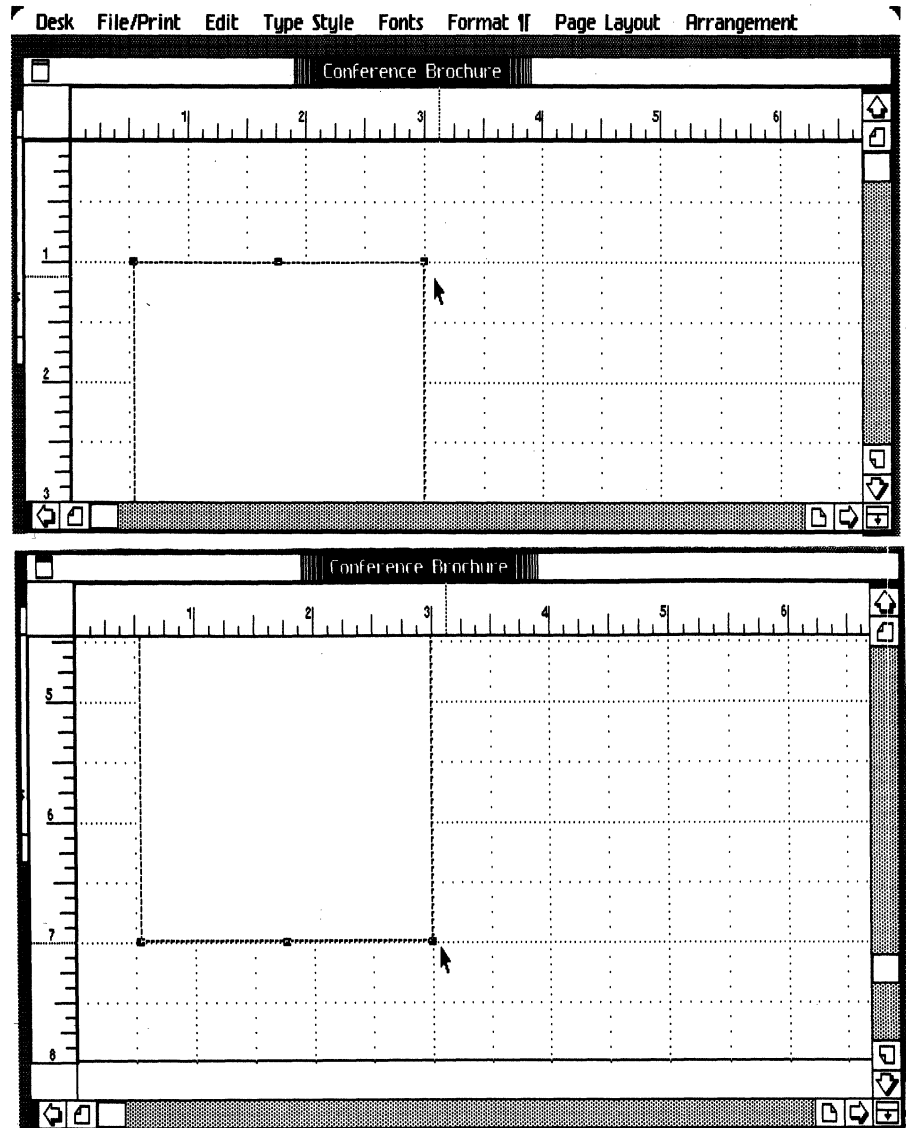 Desk File/Print Edit Type Style Fonts Format ¶ Page Layout Arrangement
Conference Brochure
1 2 3 4 5 6
1
2
3
Conference Brochure
1 2 3 4 5 6
5
6
7
8